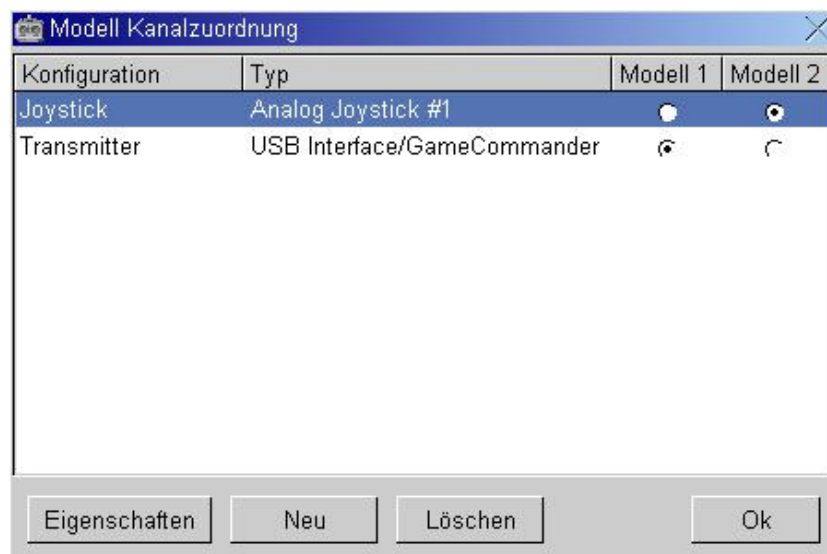 Modell Kanalzuordnung
Konfiguration Typ Modell 1 Modell 2
Joystick Analog Joystick #1
Transmitter USB Interface/GameCommander
Eigenschaften Neu Löschen Ok